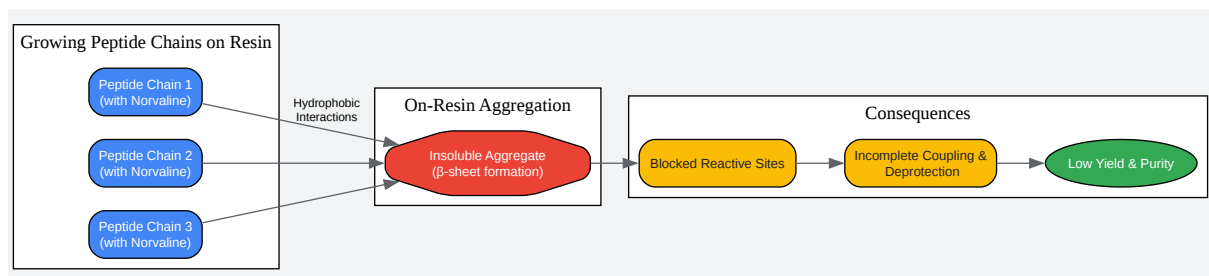 Growing Peptide Chains on Resin
Peptide Chain 1
(with Norvaline)
Peptide Chain 2
(with Norvaline)
Peptide Chain 3
(with Norvaline)
Hydrophobic
Interactions
On-Resin Aggregation
Insoluble Aggregate
(β-sheet formation)
Consequences
Blocked Reactive Sites
Incomplete Coupling &
Deprotection
Low Yield & Purity